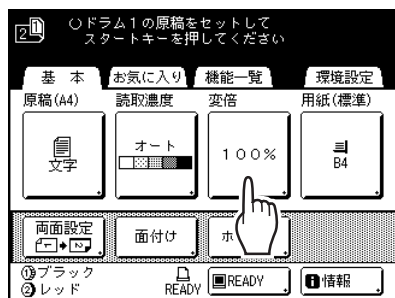 2
○ドラム1の原稿をセットして
スタートキーを押してください
基本 お気に入り 機能一覧 環境設定
原稿(A4) 読取濃度 変倍 用紙(標準)
文字 オート 100% B4
両面設定 面付け ホ
①ブラック
②レッド READY READY 情報